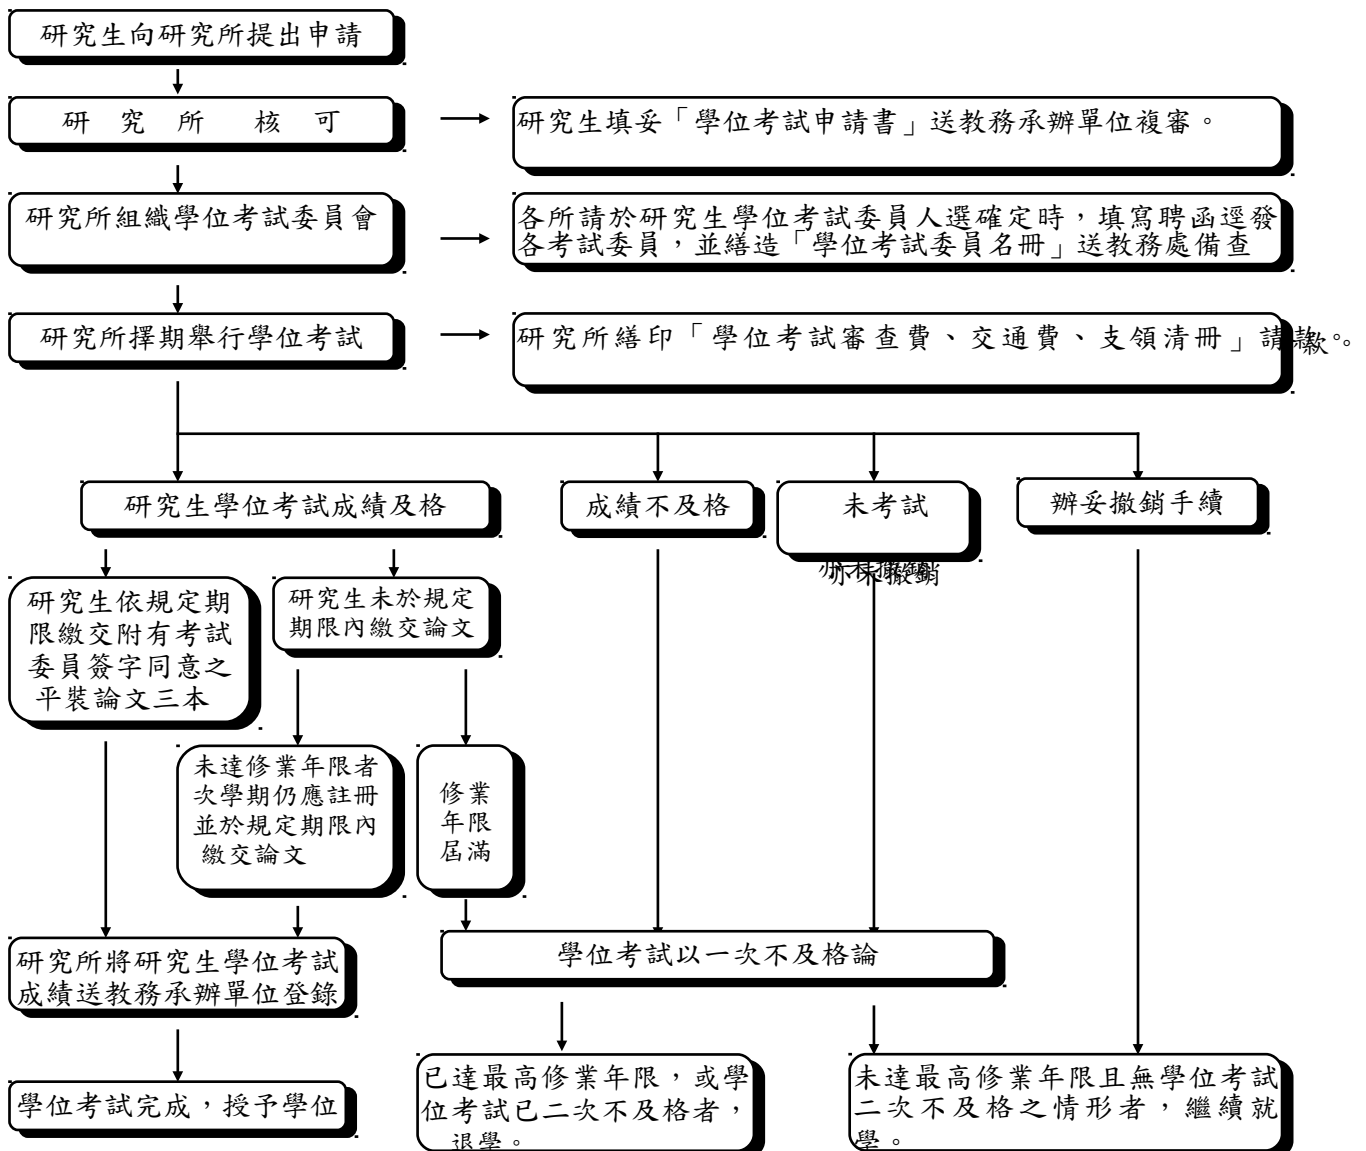 研究生向研究所提出申請
研究所核可
研究生填妥「學位考試申請書」送教務承辦單位複審。
研究所組織學位考試委員會
各所請於研究生學位考試委員人選確定時，填寫聘函逕發
各考試委員，並繕造「學位考試委員名冊」送教務處備查
研究所擇期舉行學位考試
研究所繕印「學位考試審查費、交通費、支領清冊」請款。
研究生學位考試成績及格
成績不及格
未考試
亦未撤銷
辦妥撤銷手續
研究生依規定期
限繳交附有考試
委員簽字同意之
平裝論文三本
研究生未於規定
期限內繳交論文
未達修業年限者
次學期仍應註冊
並於規定期限內
繳交論文
修業
年限
屆滿
研究所將研究生學位考試
成績送教務承辦單位登錄
學位考試以一次不及格論
學位考試完成，授予學位
已達最高修業年限，或學
位考試已二次不及格者，
退學。
未達最高修業年限且無學位考試
二次不及格之情形者，繼續就
學。